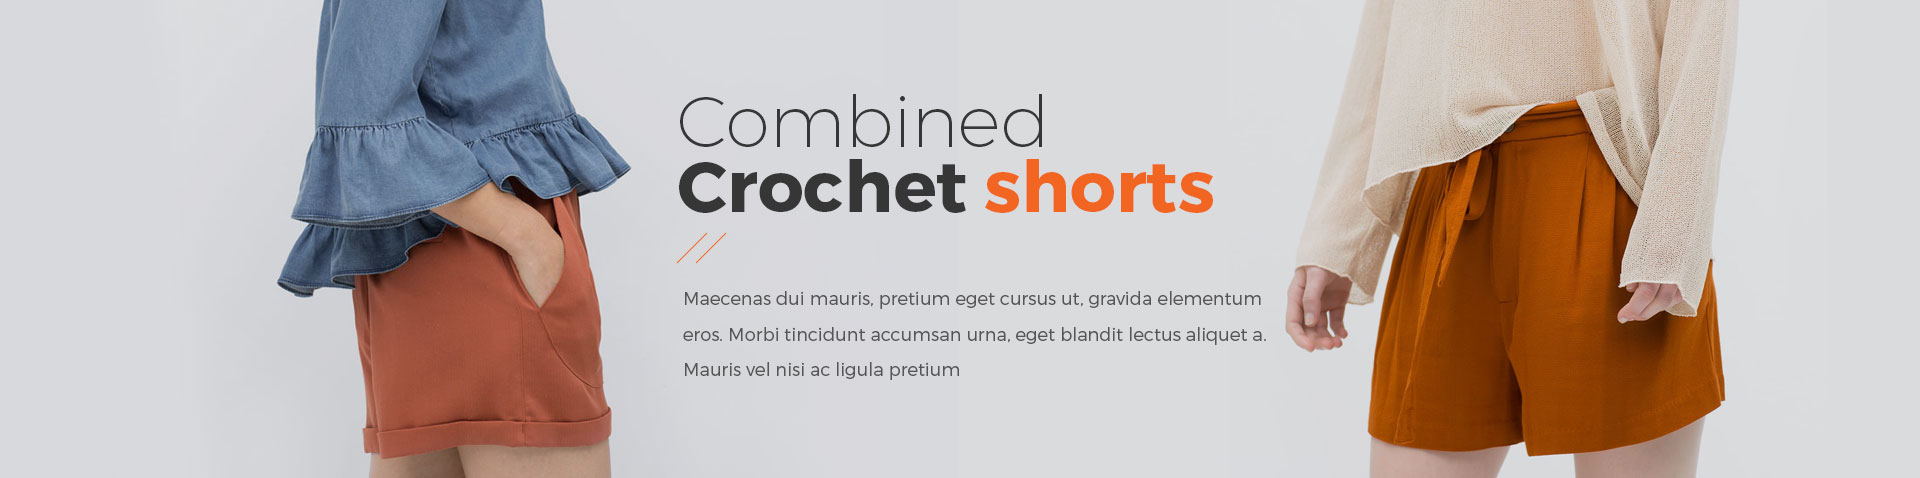 Combined
Crochet shorts
Maecenas dui mauris, pretium eget cursus ut, gravida elementum
eros. Morbi tincidunt accumsan urna, eget blandit lectus aliquet a.
Mauris vel nisi ac ligula pretium